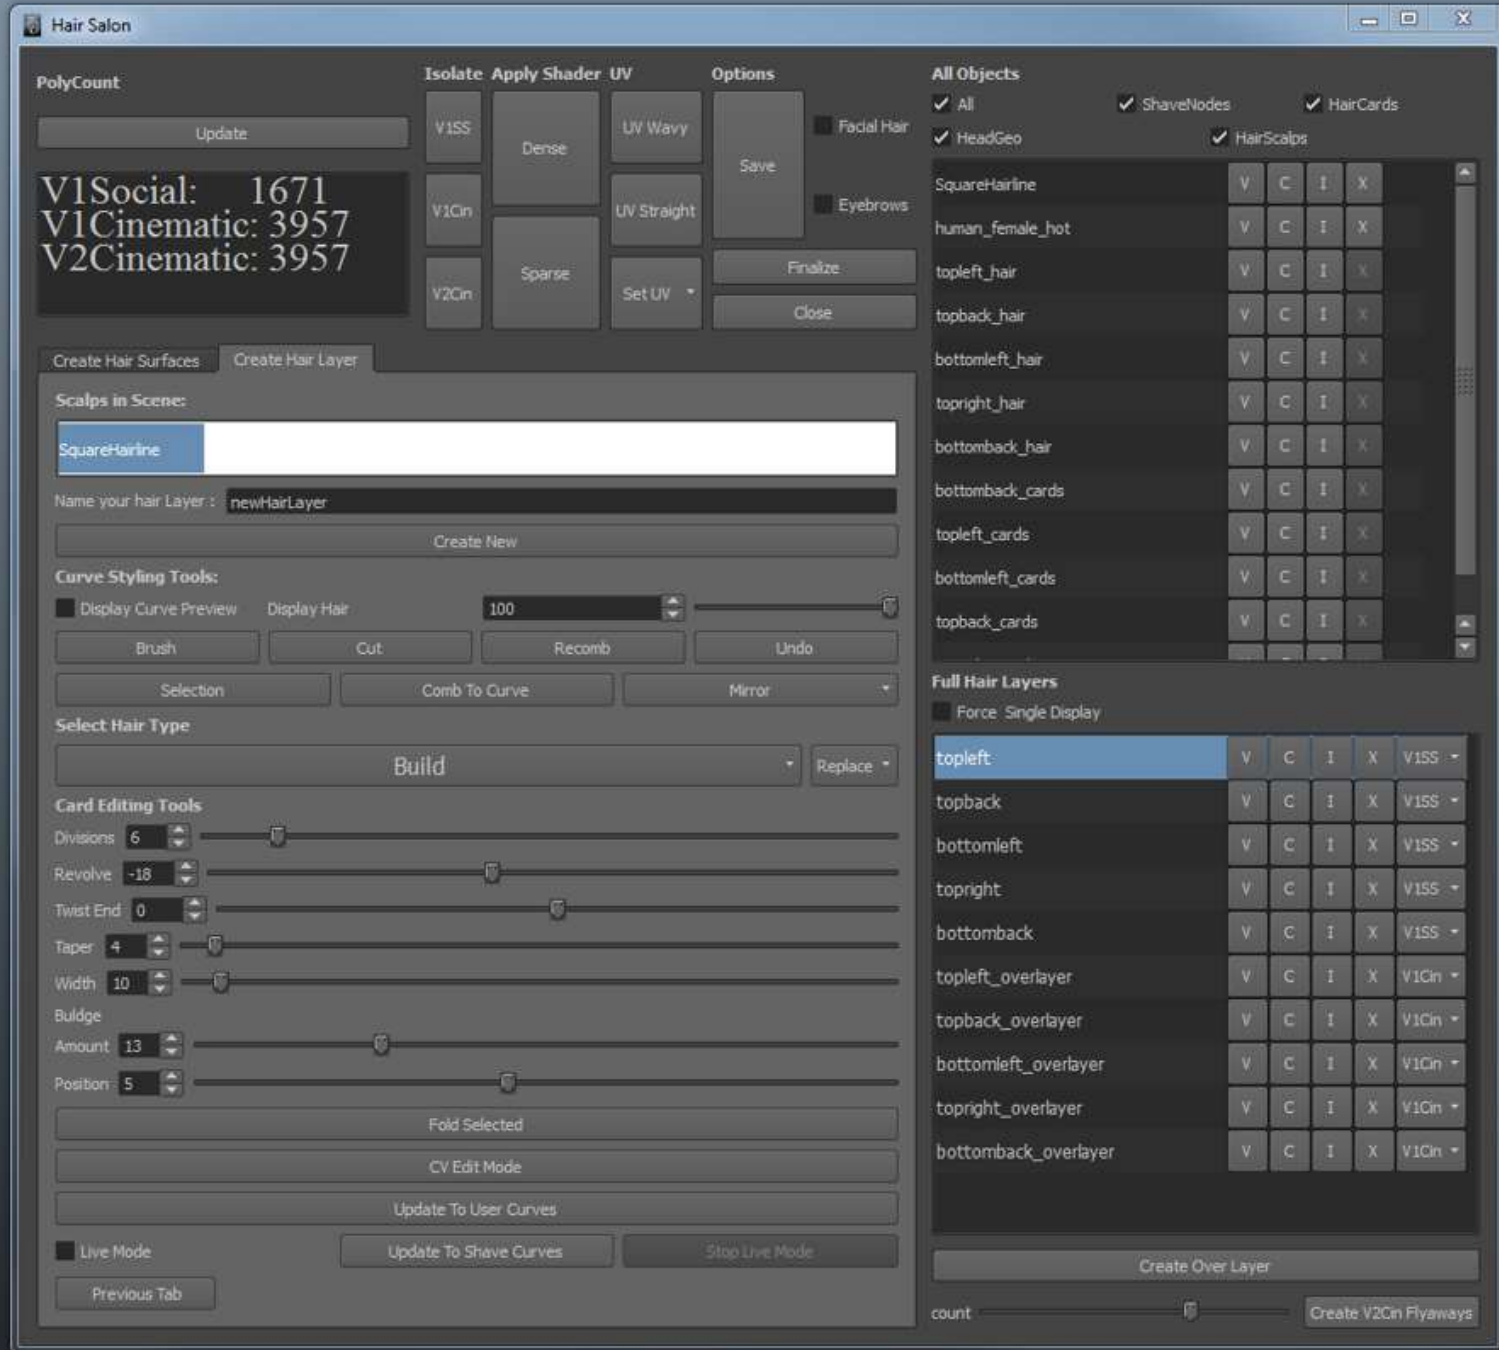 Hair Salon
PolyCount
Update
V1Social: 1671
V1Cinematic: 3957
V2Cinematic: 3957
Isolate
V1SS
V1Cin
V2Cin
Apply Shader
Dense
Sparse
UV
UV Wavy
UV Straight
Set UV
Options
Save
Facial Hair
Eyebrows
Finalize
Close
Create Hair Surfaces
Create Hair Layer
Scalps in Scene:
SquareHairline
Name your hair Layer : newHairLayer
Create New
Curve Styling Tools:
Display Curve Preview Display Hair 100
Brush Cut Recomb Undo
Selection Comb To Curve Mirror
Select Hair Type
Build Replace
Card Editing Tools
Divisions 6
Revolve -18
Twist End 0
Taper 4
Width 10
Buldge
Amount 13
Position 5
Fold Selected
CV Edit Mode
Update To User Curves
Live Mode Update To Shave Curves Stop Live Mode
Previous Tab
All Objects
All ShaveNodes HairCards
HeadGeo HairScalps
SquareHairline V C I X
human_female_hot V C I X
topleft_hair V C I X
topback_hair V C I X
bottomleft_hair V C I X
topright_hair V C I X
bottomback_hair V C I X
bottomback_cards V C I X
topleft_cards V C I X
bottomleft_cards V C I X
topback_cards V C I X
Full Hair Layers
Force Single Display
topleft V C I X V1SS
topback V C I X V1SS
bottomleft V C I X V1SS
topright V C I X V1SS
bottomback V C I X V1SS
topleft_overlayer V C I X V1Cin
topback_overlayer V C I X V1Cin
bottomleft_overlayer V C I X V1Cin
topright_overlayer V C I X V1Cin
bottomback_overlayer V C I X V1Cin
Create Over Layer
count Create V2Cin Flyaways